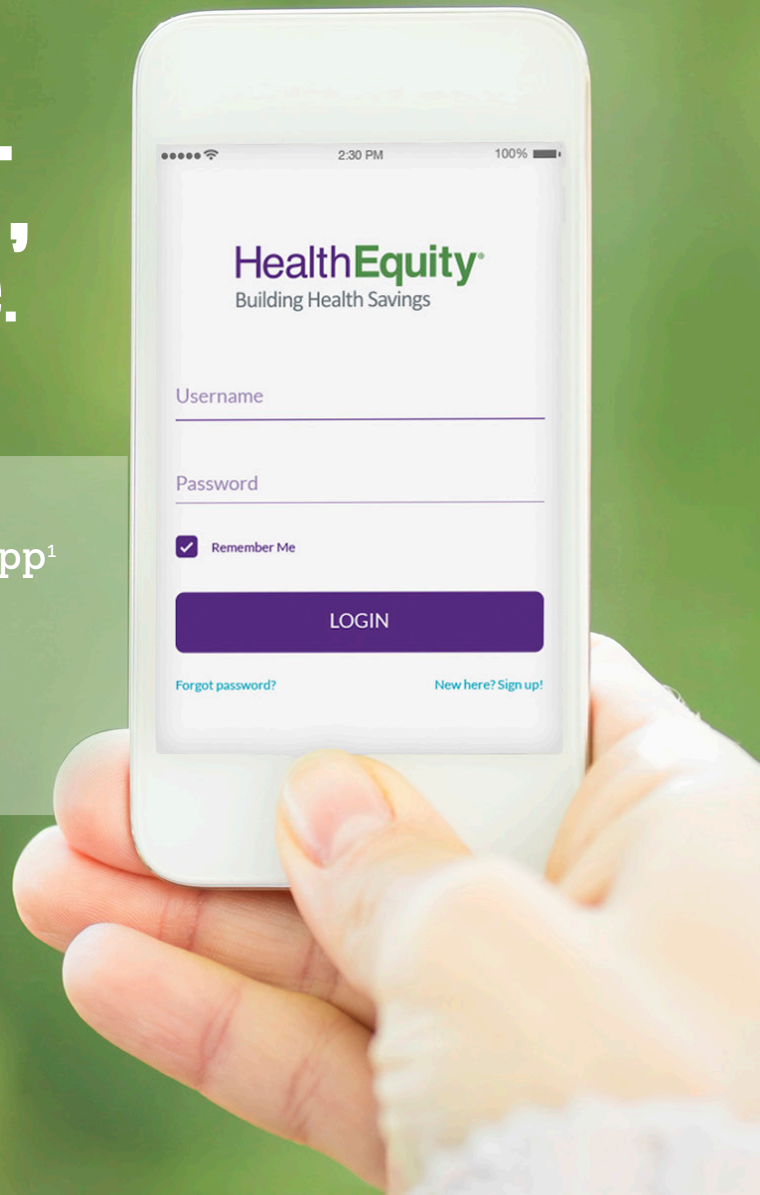 2:30 PM 100%
HealthEquity®
Building Health Savings
Username
Password
Remember Me
LOGIN
Forgot password? New here? Sign up!